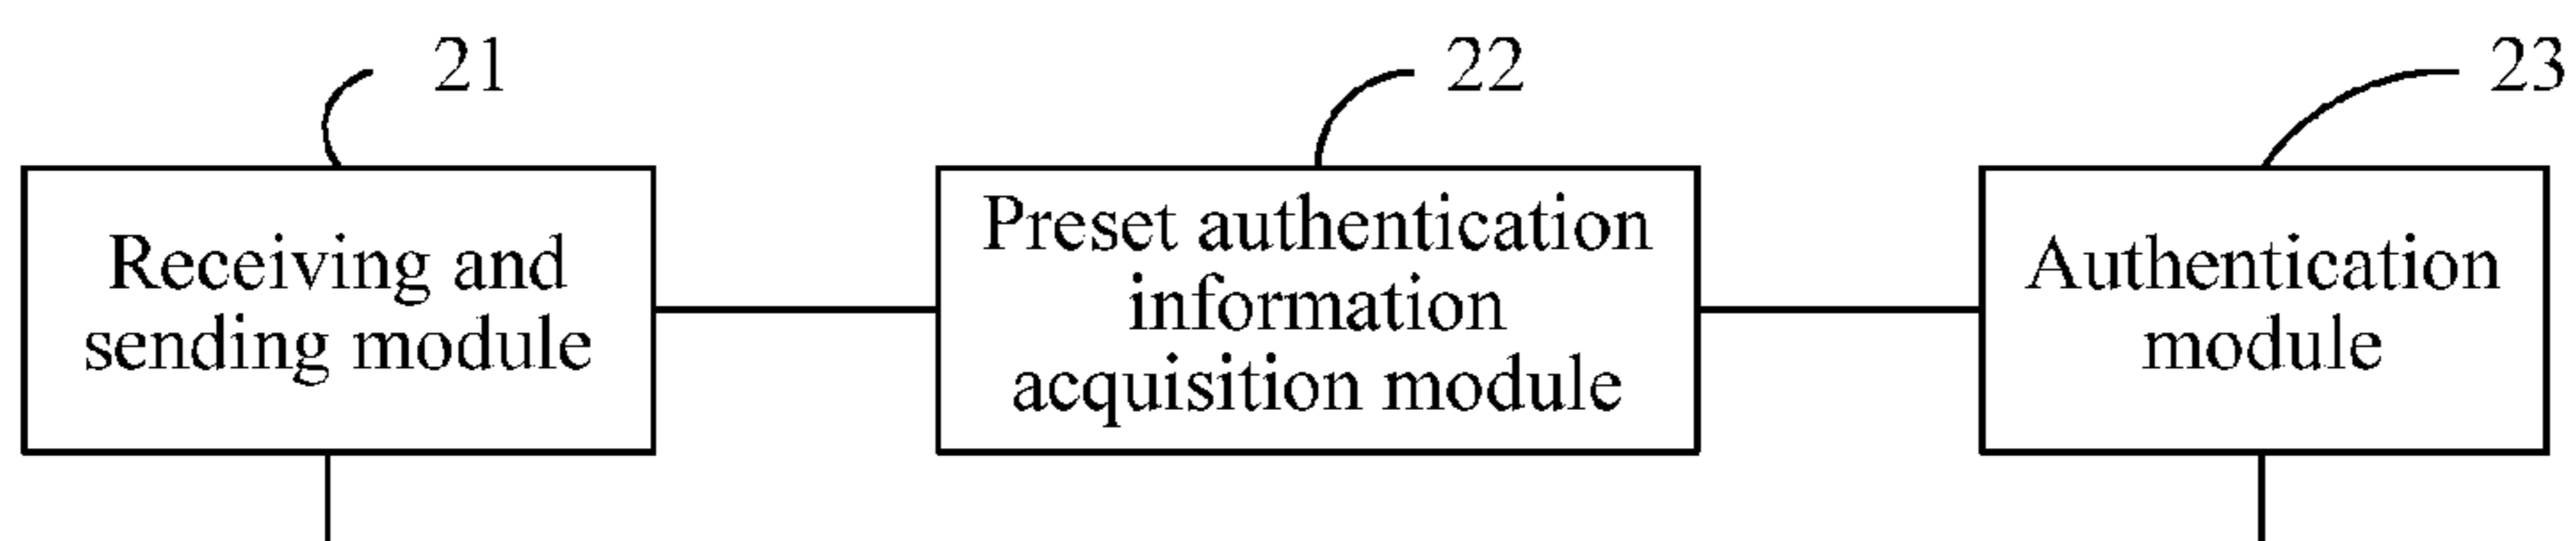 21
22
23
Receiving and
sending module
Preset authentication
information
acquisition module
Authentication
module